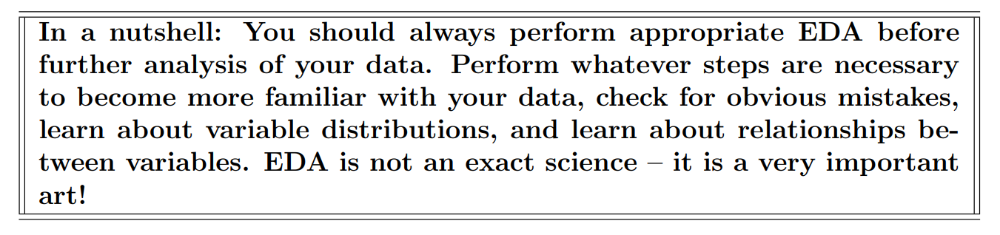 In a nutshell: You should always perform appropriate EDA before
further analysis of your data. Perform whatever steps are necessary
to become more familiar with your data, check for obvious mistakes,
learn about variable distributions, and learn about relationships be-
tween variables. EDA is not an exact science – it is a very important
art!